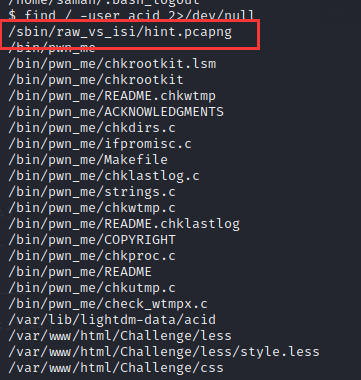 /home/saman/.bash_logout
$ find / -user acid 2>/dev/null
/sbin/raw_vs_isi/hint.pcapng
/bin/pwn_me
/bin/pwn_me/chkrootkit.lsm
/bin/pwn_me/chkrootkit
/bin/pwn_me/README.chkwtmp
/bin/pwn_me/ACKNOWLEDGMENTS
/bin/pwn_me/chkdirs.c
/bin/pwn_me/ifpromisc.c
/bin/pwn_me/Makefile
/bin/pwn_me/chklastlog.c
/bin/pwn_me/strings.c
/bin/pwn_me/chkwtmp.c
/bin/pwn_me/README.chklastlog
/bin/pwn_me/COPYRIGHT
/bin/pwn_me/chkproc.c
/bin/pwn_me/README
/bin/pwn_me/chkutmp.c
/bin/pwn_me/check_wtmpx.c
/var/lib/lightdm-data/acid
/var/www/html/Challenge/less
/var/www/html/Challenge/less/style.less
/var/www/html/Challenge/css